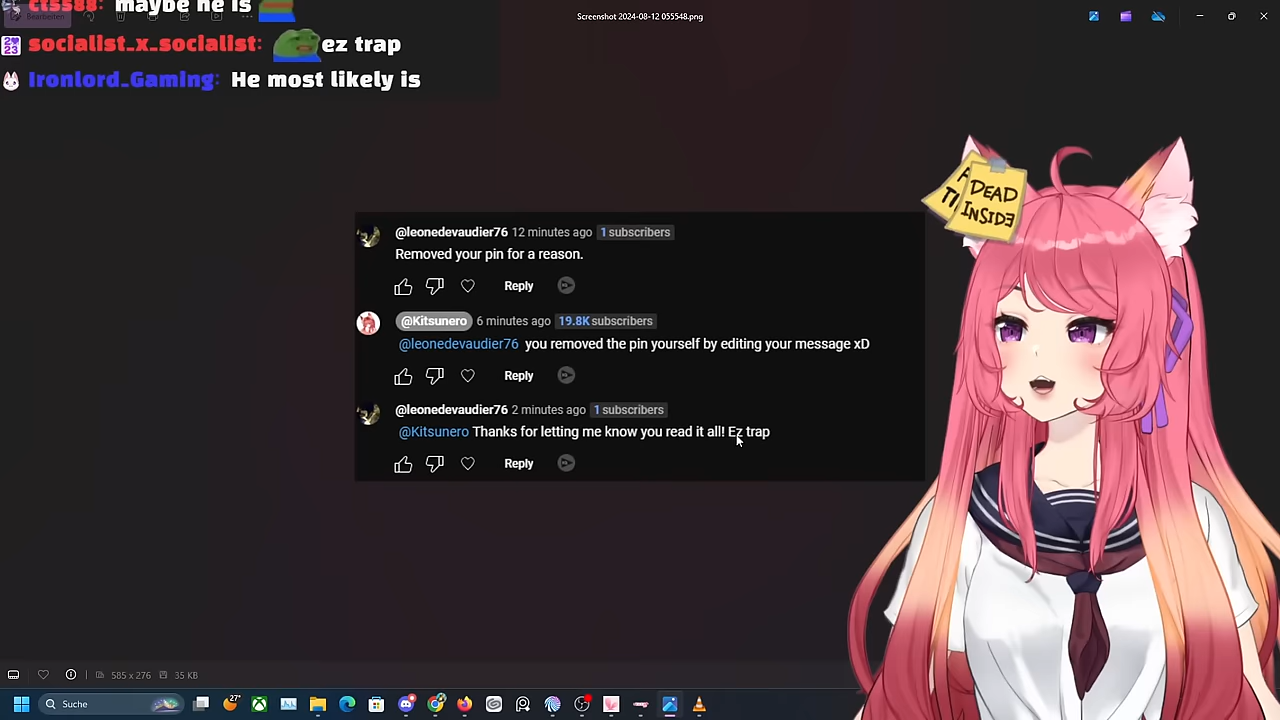 ctss88: maybe he is
Bearbeiten
Screenshot 2024-08-12 055548.png
socialist_x_socialist: ez trap
Ironlord_Gaming: He most likely is
DEAD
INSIDE
@leonedevaudier76 12 minutes ago 1 subscribers
Removed your pin for a reason.
Reply
@Kitsunero 6 minutes ago 19.8K subscribers
@leonedevaudier76 you removed the pin yourself by editing your message xD
Reply
@leonedevaudier76 2 minutes ago 1 subscribers
@Kitsunero Thanks for letting me know you read it all! Ez trap
Reply
585 x 276 35 KB
Suche
27°